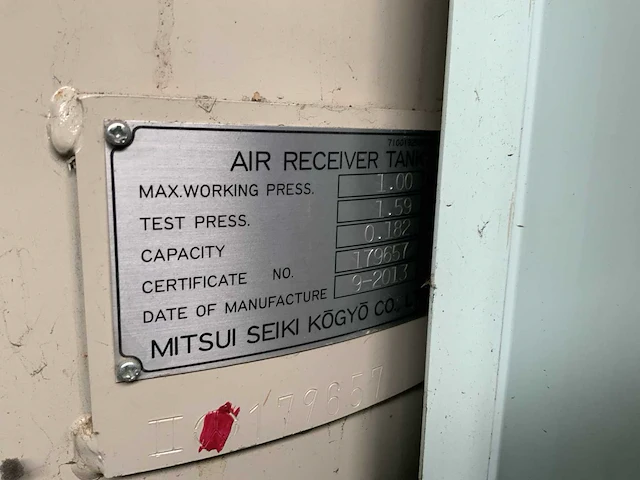 AIR RECEIVER TANK
MAX.WORKING PRESS. 1.00
TEST PRESS. 1.59
CAPACITY 0.182
CERTIFICATE NO. 179657
DATE OF MANUFACTURE 9-2013
MITSUI SEIKI KŌGYŌ CO.,
179657